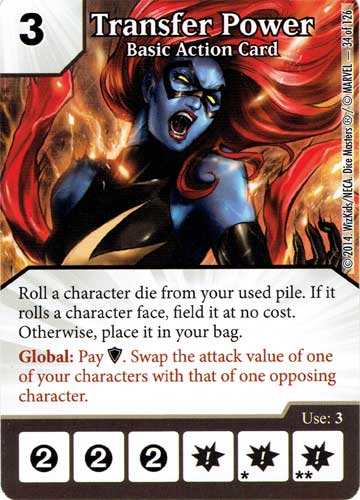 3
Transfer Power
Basic Action Card
© 2014. WizKids/NECA. Dice Masters ®/ © MARVEL — 34 of 126
Roll a character die from your used pile. If it
rolls a character face, field it at no cost.
Otherwise, place it in your bag.
Global: Pay . Swap the attack value of one
of your characters with that of one opposing
character.
Use: 3
2 2 2 ! ! !
* **